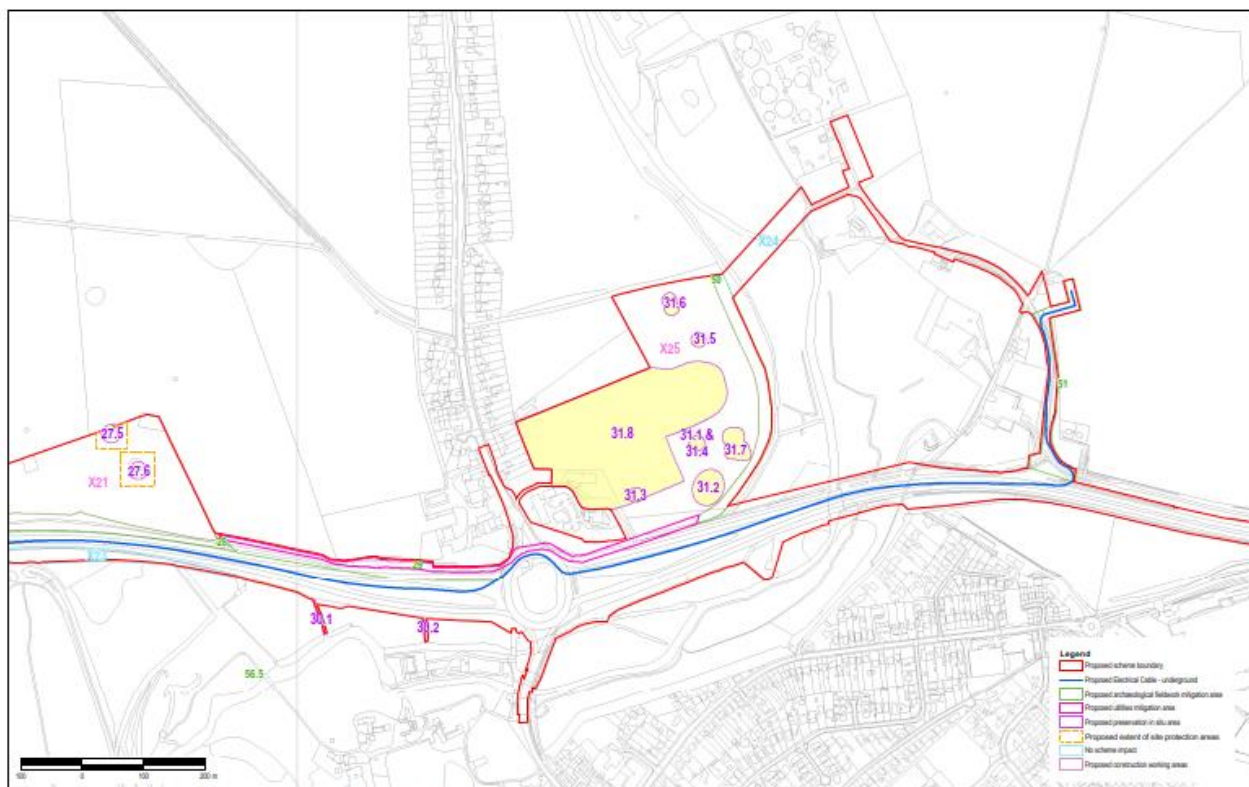 X24
50
31.6
31.5
X25
51
27.5
31.8
31.1 &
31.4
31.7
27.6
X21
31.3
31.2
X23
30.1
30.2
56.5
Legend
Proposed scheme boundary
Proposed Electrical Cable - underground
Proposed archaeological fieldwork mitigation area
Proposed utilities mitigation area
Proposed preservation in situ area
Proposed extent of site protection areas
No scheme impact
Proposed construction working areas
100 0 100 200 m